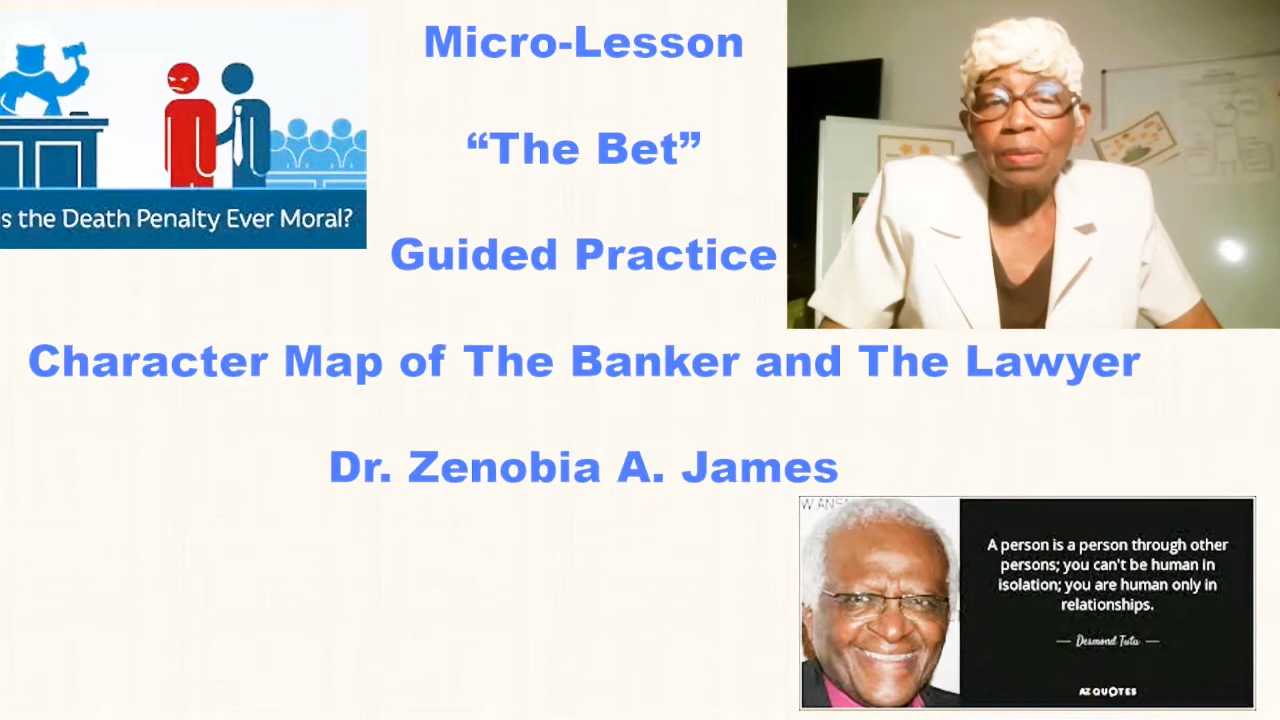 Micro-Lesson
“The Bet”
Guided Practice
Character Map of The Banker and The Lawyer
Dr. Zenobia A. James
s the Death Penalty Ever Moral?
A person is a person through other
persons; you can't be human in
isolation; you are human only in
relationships.
— Desmond Tutu —
AZ QUOTES